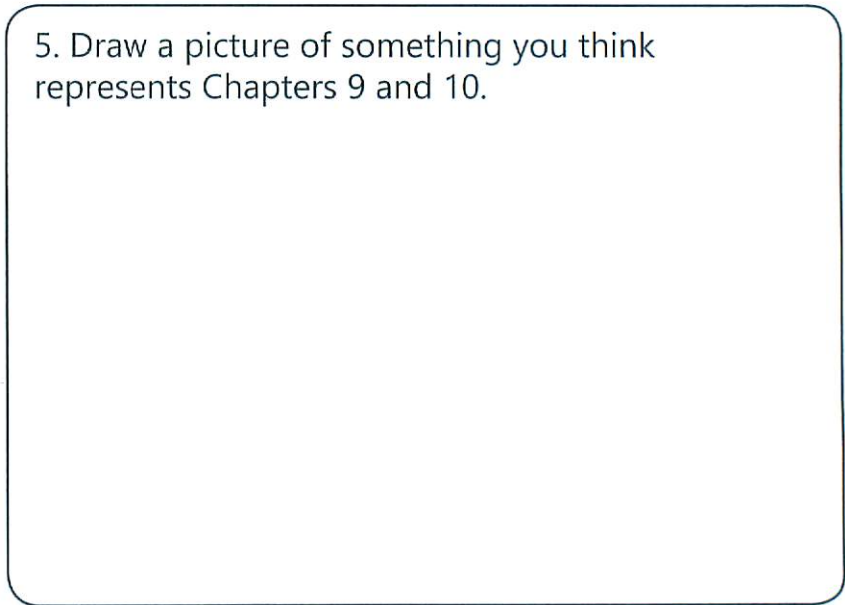 5. Draw a picture of something you think
represents Chapters 9 and 10.